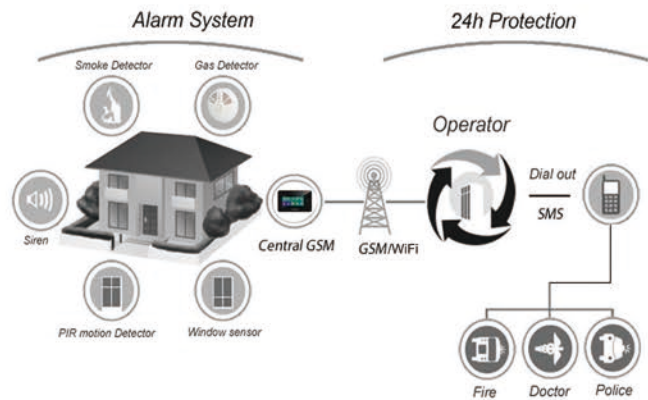 Alarm System
24h Protection
Smoke Detector
Gas Detector
Operator
Dial out
SMS
Siren
Central GSM
GSM/WiFi
PIR motion Detector
Window sensor
Fire
Doctor
Police